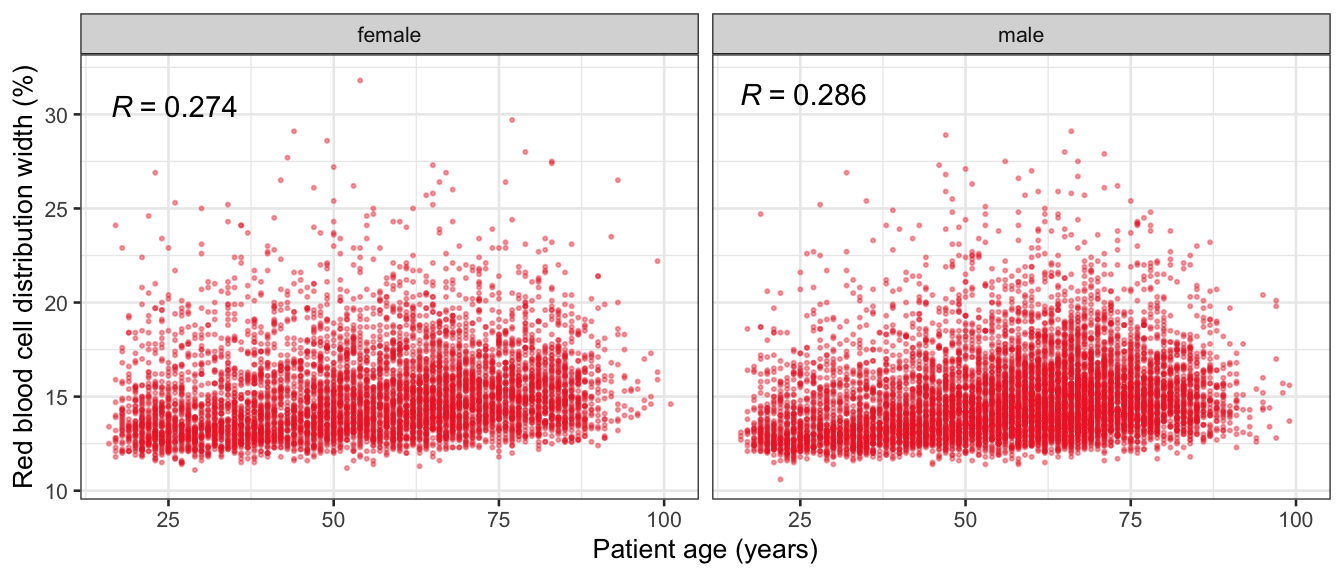 female
male
Red blood cell distribution width (%)
R = 0.274
R = 0.286
30
25
20
15
10
25 50 75 100
25 50 75 100
Patient age (years)